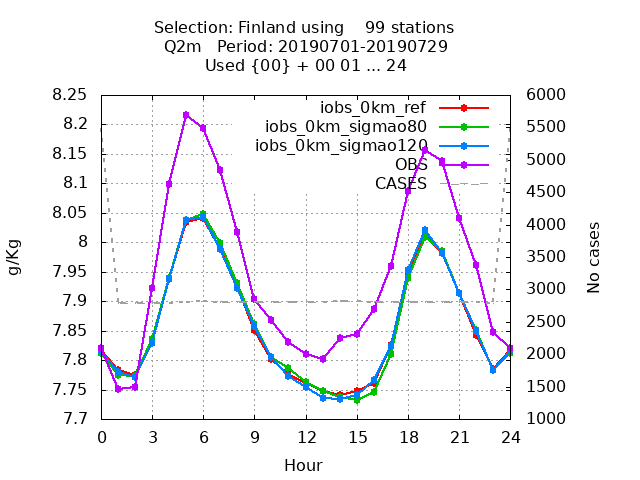 Selection: Finland using    99 stations
Q2m   Period: 20190701-20190729
Used {00} + 00 01 ... 24
iobs_0km_ref
iobs_0km_sigmao80
iobs_0km_sigmao120
OBS
CASES
8.25
8.2
8.15
8.1
8.05
8
7.95
7.9
7.85
7.8
7.75
7.7
g/Kg
6000
5500
5000
4500
4000
3500
3000
2500
2000
1500
1000
No cases
0 3 6 9 12 15 18 21 24
Hour